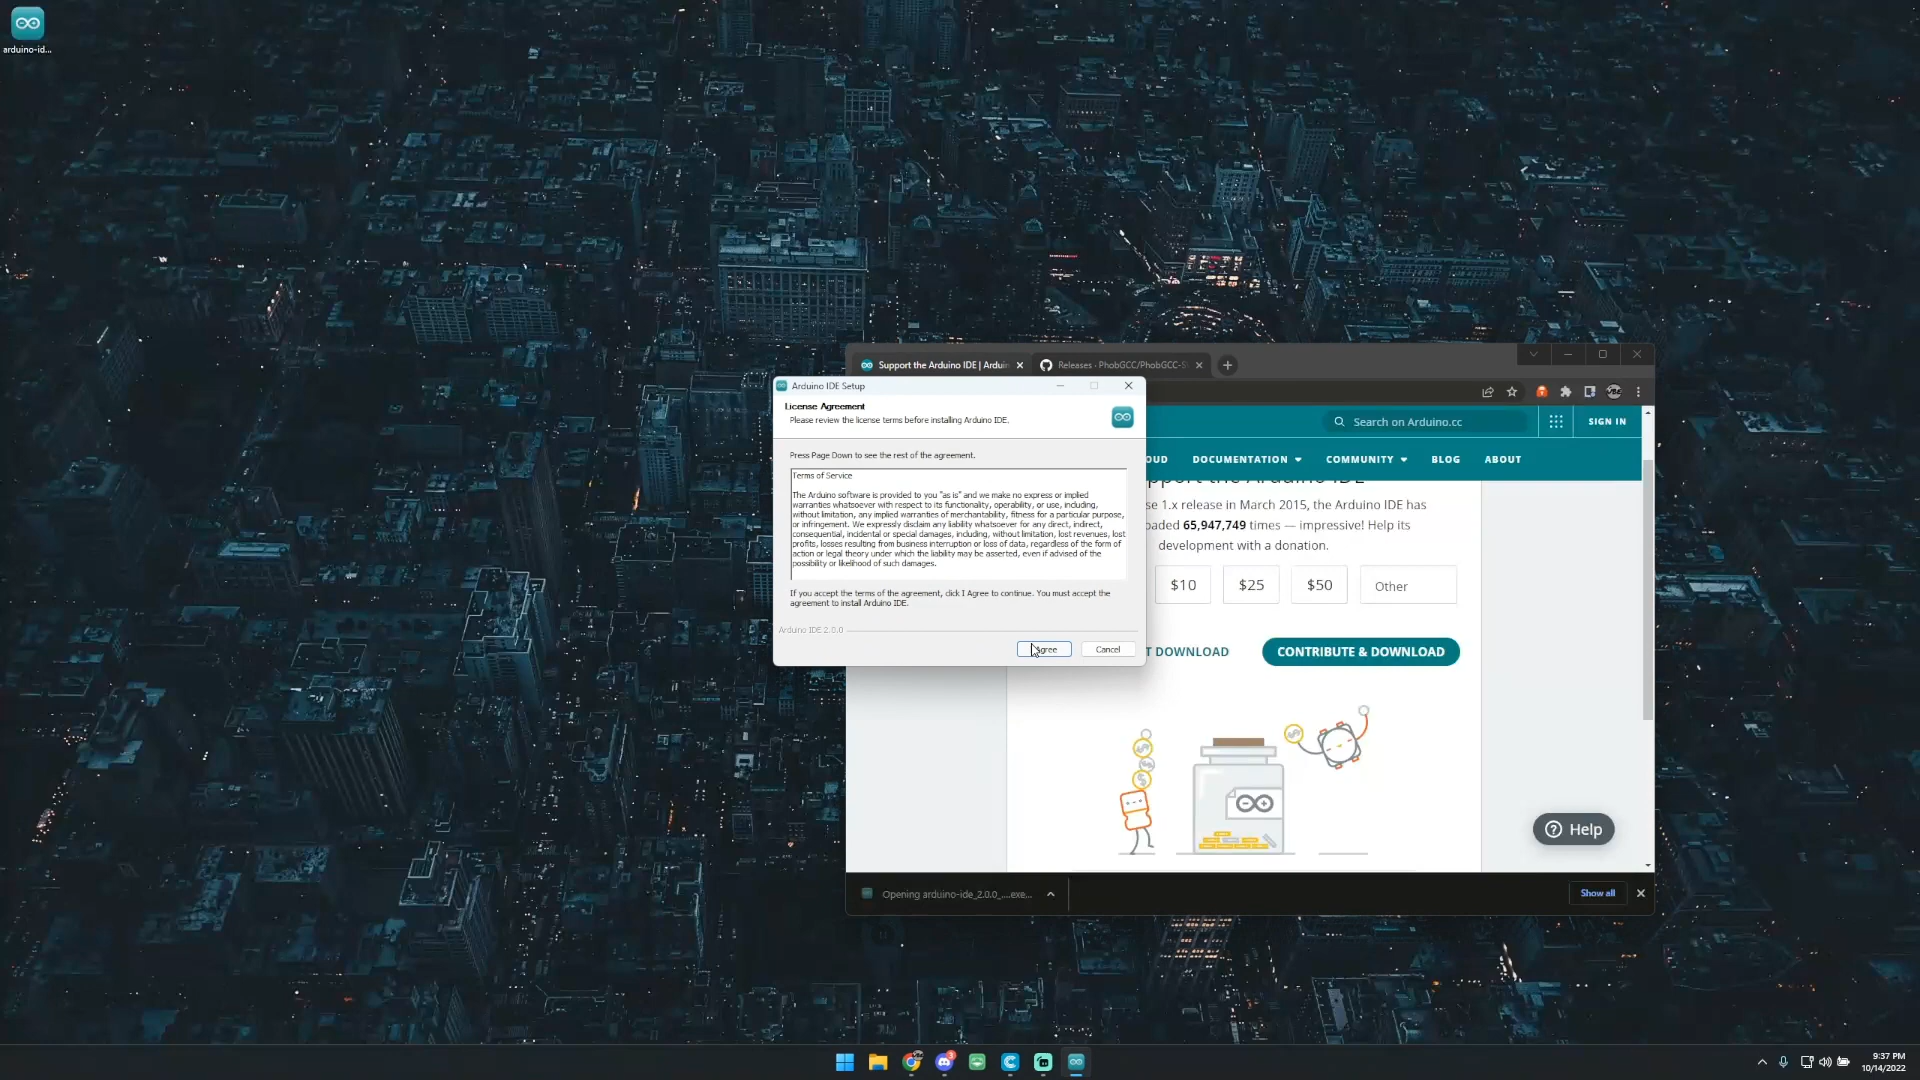 arduino-id...
Support the Arduino IDE | Arduin
Releases · PhobGCC/PhobGCC-S
Arduino IDE Setup
License Agreement
Please review the license terms before installing Arduino IDE.
Press Page Down to see the rest of the agreement.
Terms of Service
The Arduino software is provided to you "as is" and we make no express or implied
warranties whatsoever with respect to its functionality, operability, or use, including,
without limitation, any implied warranties of merchantability, fitness for a particular purpose,
or infringement. We expressly disclaim any liability whatsoever for any direct, indirect,
consequential, incidental or special damages, including, without limitation, lost revenues, lost
profits, losses resulting from business interruption or loss of data, regardless of the form of
action or legal theory under which the liability may be asserted, even if advised of the
possibility or likelihood of such damages.
If you accept the terms of the agreement, click I Agree to continue. You must accept the
agreement to install Arduino IDE.
Arduino IDE 2.0.0
gree
Cancel
Search on Arduino.cc
SIGN IN
OUD
DOCUMENTATION
COMMUNITY
BLOG
ABOUT
pport the Arduino IDE
se 1.x release in March 2015, the Arduino IDE has
oaded 65,947,749 times — impressive! Help its
development with a donation.
$10
$25
$50
Other
T DOWNLOAD
CONTRIBUTE & DOWNLOAD
Help
Opening arduino-ide_2.0.0_....exe...
Show all
9:37 PM
10/14/2022